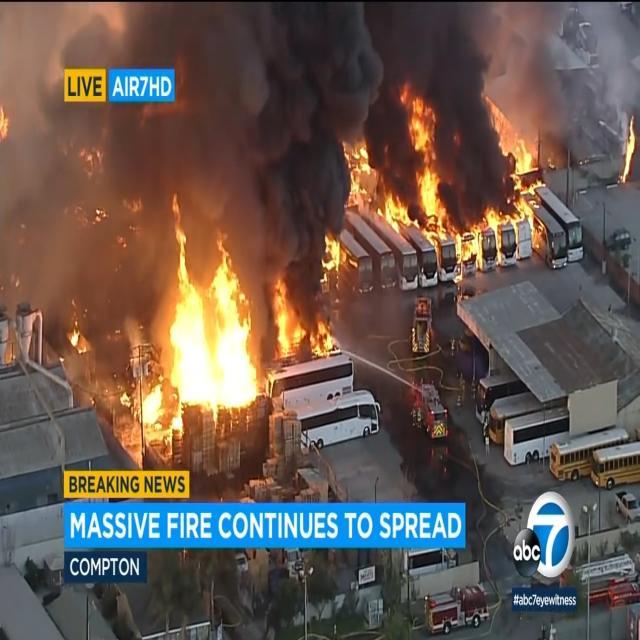 LIVE AIR7HD
BREAKING NEWS
MASSIVE FIRE CONTINUES TO SPREAD
COMPTON
abc 7
#abc7eyewitness